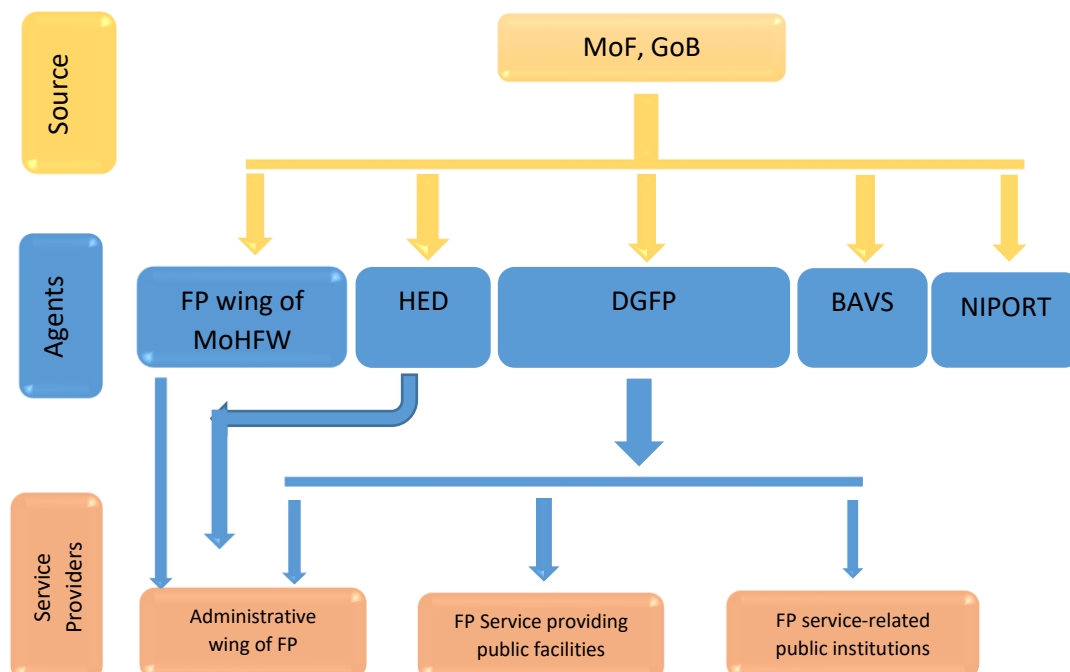 Source
MoF, GoB
Agents
FP wing of
MoHFW
HED
DGFP
BAVS
NIPORT
Service
Providers
Administrative
wing of FP
FP Service providing
public facilities
FP service-related
public institutions